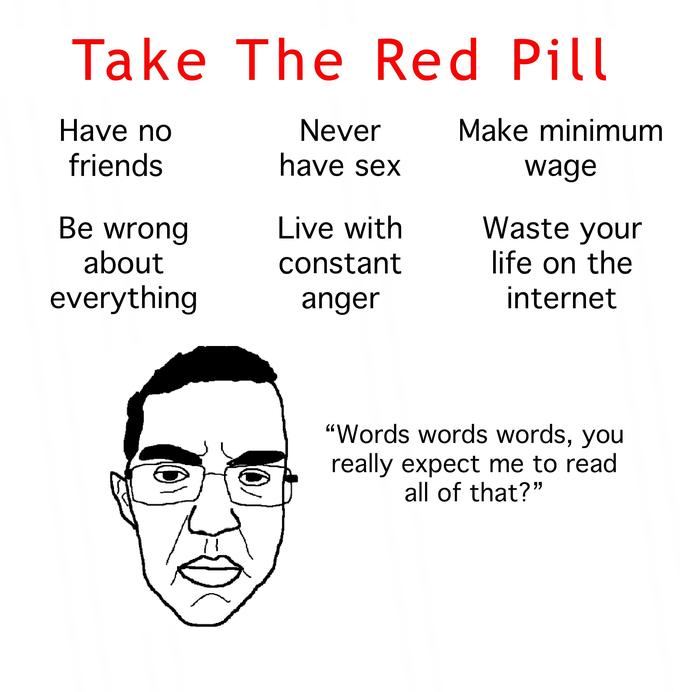 Take The Red Pill
Have no
friends
Never
have sex
Make minimum
wage
Be wrong
about
everything
Live with
constant
anger
Waste your
life on the
internet
“Words words words, you
really expect me to read
all of that?”